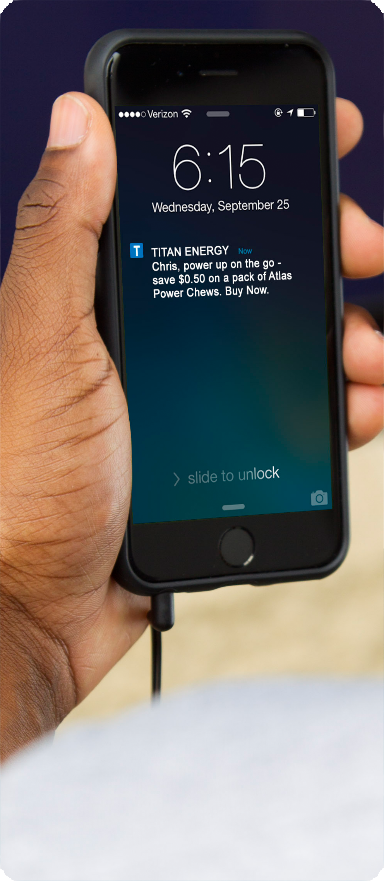 Verizon
6:15
Wednesday, September 25
T TITAN ENERGY Now
Chris, power up on the go -
save $0.50 on a pack of Atlas
Power Chews. Buy Now.
> slide to unlock